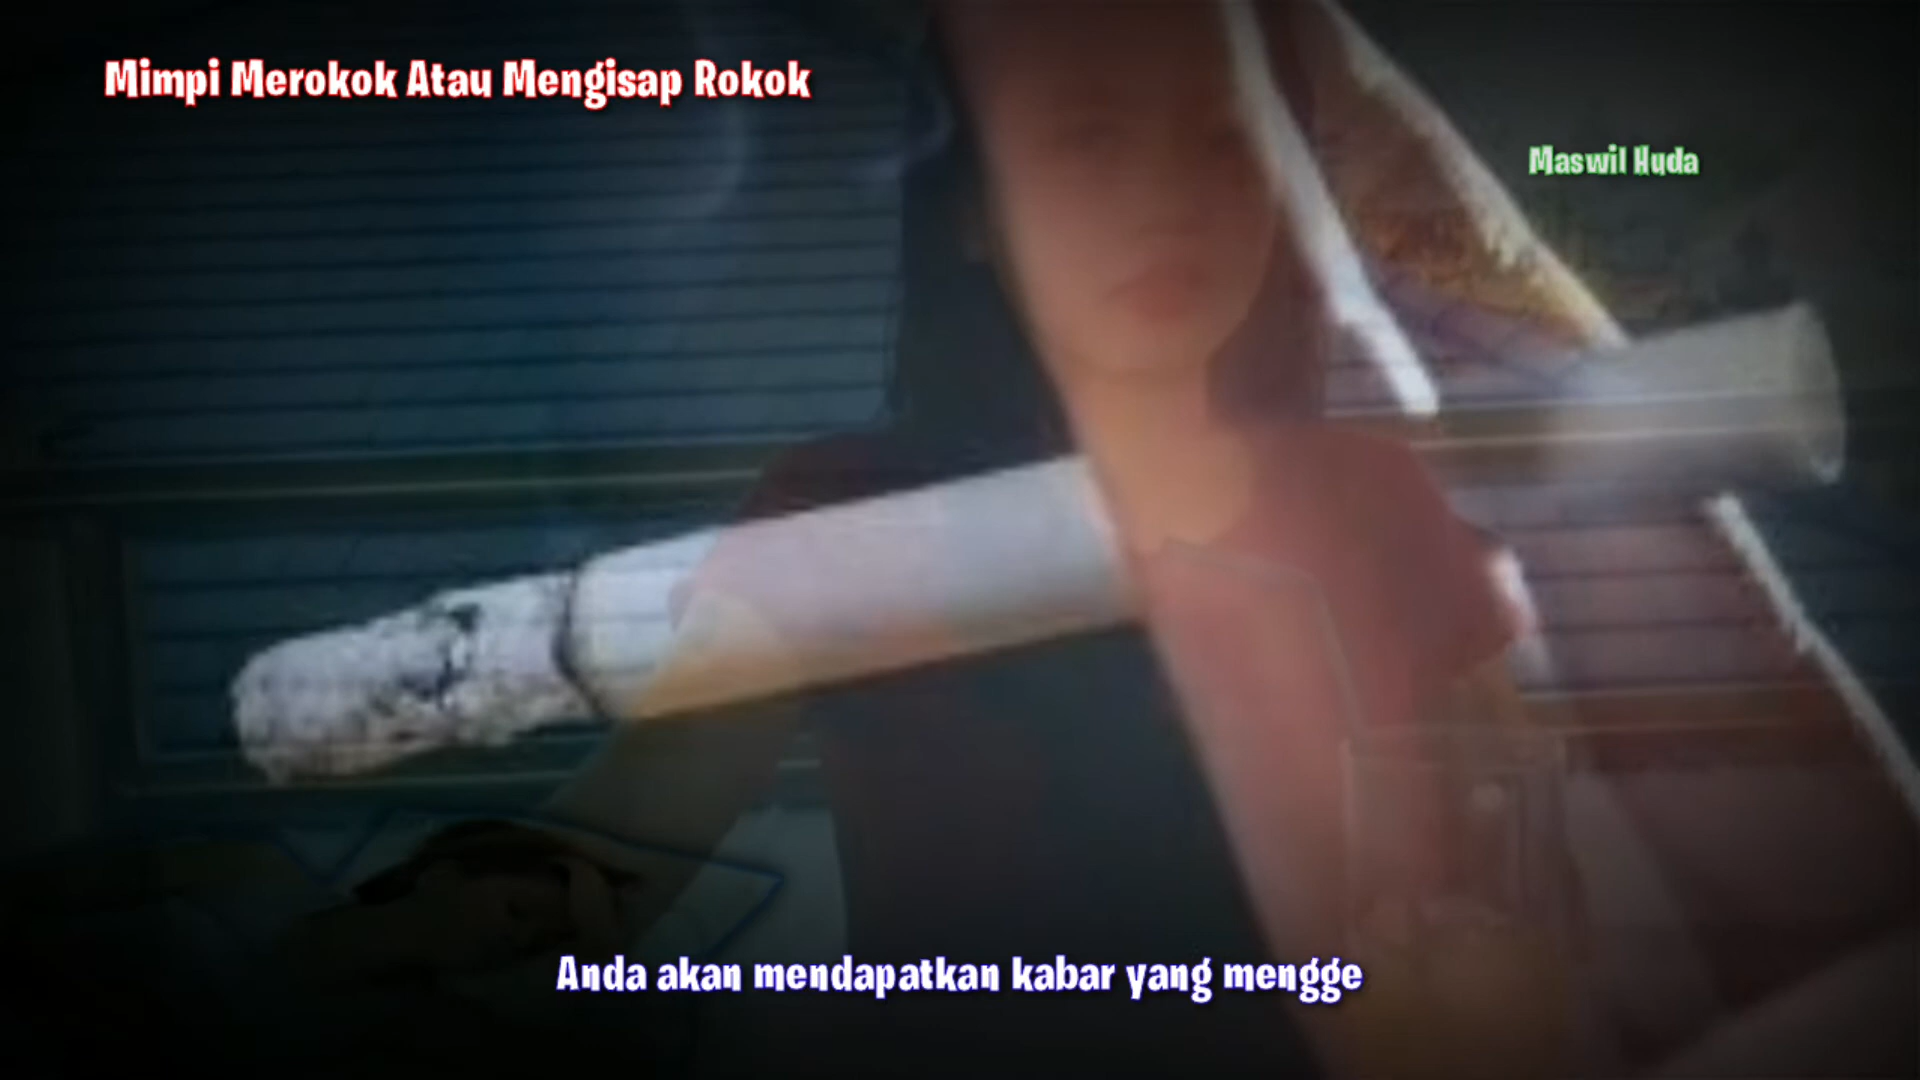 Mimpi Merokok Atau Mengisap Rokok
Maswil Huda
Anda akan mendapatkan kabar yang mengge